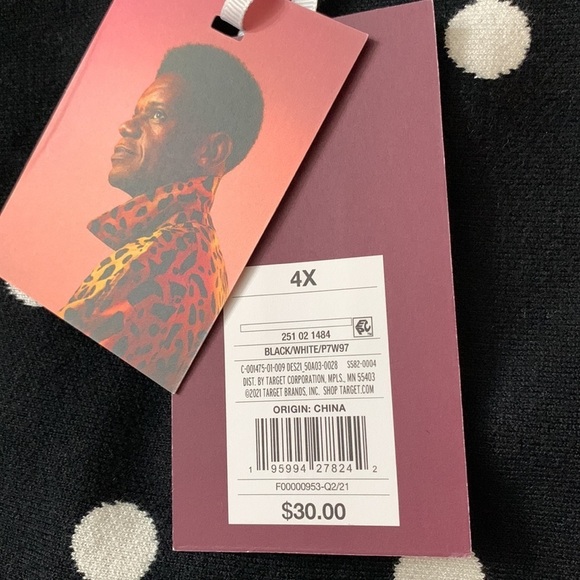 4X
251 02 1484
BLACK/WHITE/P7W97
C-001475-01-009 DESZ1_50A03-0028 SS82-0004
DIST. BY TARGET CORPORATION, MPLS., MN 55403
©2021 TARGET BRANDS, INC. SHOP TARGET.COM
ORIGIN: CHINA
1 95994 27824 2
F00000953-Q2/21
$30.00